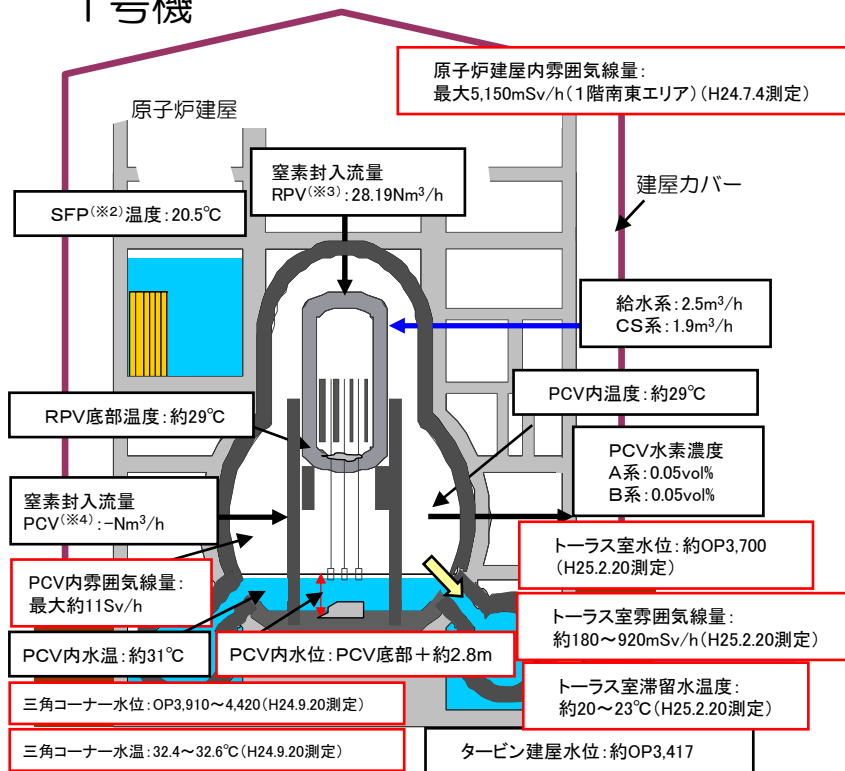 1号機
原子炉建屋内雰囲気線量:
最大5,150mSv/h(1階南東エリア)(H24.7.4測定)
原子炉建屋
窒素封入流量
RPV(※3):28.19Nm³/h
建屋カバー
SFP(※2)温度:20.5℃
給水系:2.5m³/h
CS系:1.9m³/h
PCV内温度:約29℃
RPV底部温度:約29℃
PCV水素濃度
A系:0.05vol%
B系:0.05vol%
窒素封入流量
PCV(※4):-Nm³/h
トーラス室水位:約OP3,700
(H25.2.20測定)
PCV内雰囲気線量:
最大約11Sv/h
トーラス室雰囲気線量:
約180~920mSv/h(H25.2.20測定)
PCV内水温:約31℃
PCV内水位:PCV底部+約2.8m
トーラス室滞留水温度:
約20~23℃(H25.2.20測定)
三角コーナー水位:OP3,910~4,420(H24.9.20測定)
三角コーナー水温:32.4~32.6℃(H24.9.20測定)
タービン建屋水位:約OP3,417